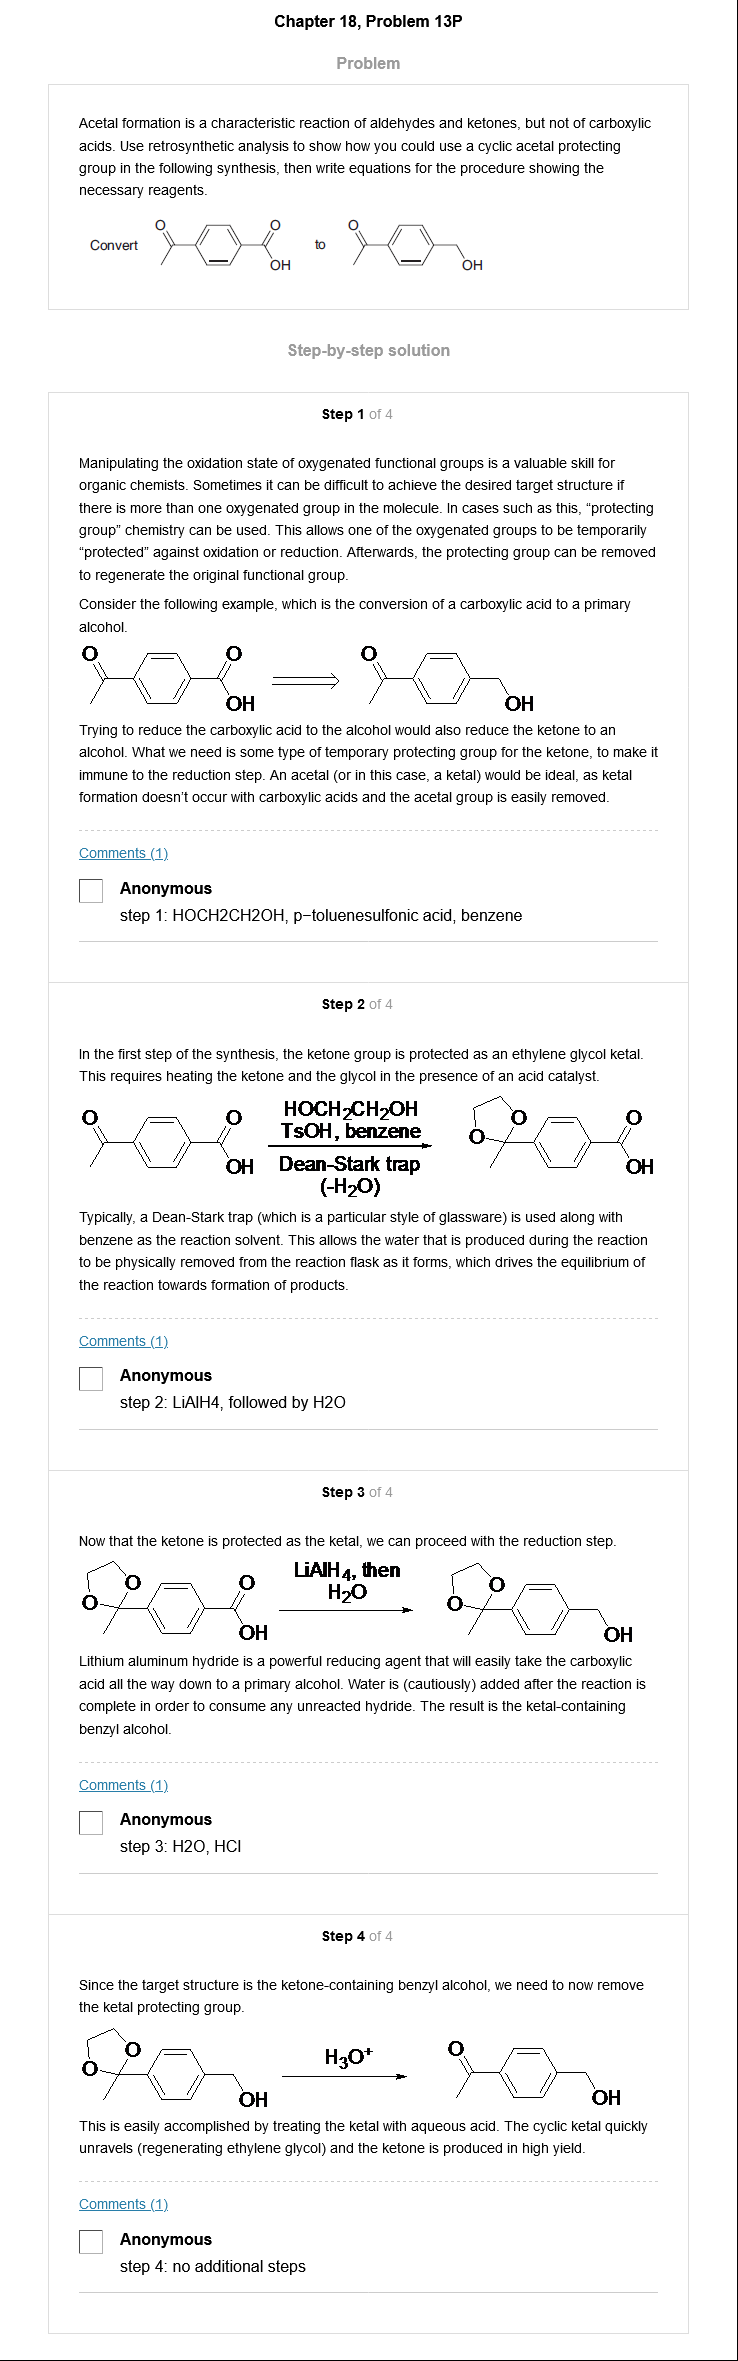 Chapter 18, Problem 13P
Problem
Acetal formation is a characteristic reaction of aldehydes and ketones, but not of carboxylic
acids. Use retrosynthetic analysis to show how you could use a cyclic acetal protecting
group in the following synthesis, then write equations for the procedure showing the
necessary reagents.
Convert O O OH to O OH
Step-by-step solution
Step 1 of 4
Manipulating the oxidation state of oxygenated functional groups is a valuable skill for
organic chemists. Sometimes it can be difficult to achieve the desired target structure if
there is more than one oxygenated group in the molecule. In cases such as this, “protecting
group” chemistry can be used. This allows one of the oxygenated groups to be temporarily
“protected” against oxidation or reduction. Afterwards, the protecting group can be removed
to regenerate the original functional group.
Consider the following example, which is the conversion of a carboxylic acid to a primary
alcohol.
O O O
OH OH
Trying to reduce the carboxylic acid to the alcohol would also reduce the ketone to an
alcohol. What we need is some type of temporary protecting group for the ketone, to make it
immune to the reduction step. An acetal (or in this case, a ketal) would be ideal, as ketal
formation doesn’t occur with carboxylic acids and the acetal group is easily removed.
Comments (1)
Anonymous
step 1: HOCH2CH2OH, p−toluenesulfonic acid, benzene
Step 2 of 4
In the first step of the synthesis, the ketone group is protected as an ethylene glycol ketal.
This requires heating the ketone and the glycol in the presence of an acid catalyst.
O O OH
HOCH₂CH₂OH
TsOH, benzene
Dean-Stark trap
(-H₂O)
O O O OH
Typically, a Dean-Stark trap (which is a particular style of glassware) is used along with
benzene as the reaction solvent. This allows the water that is produced during the reaction
to be physically removed from the reaction flask as it forms, which drives the equilibrium of
the reaction towards formation of products.
Comments (1)
Anonymous
step 2: LiAlH4, followed by H2O
Step 3 of 4
Now that the ketone is protected as the ketal, we can proceed with the reduction step.
O O O OH
LiAlH₄, then
H₂O
O O OH
Lithium aluminum hydride is a powerful reducing agent that will easily take the carboxylic
acid all the way down to a primary alcohol. Water is (cautiously) added after the reaction is
complete in order to consume any unreacted hydride. The result is the ketal-containing
benzyl alcohol.
Comments (1)
Anonymous
step 3: H2O, HCl
Step 4 of 4
Since the target structure is the ketone-containing benzyl alcohol, we need to now remove
the ketal protecting group.
O O OH
H₃O⁺
O OH
This is easily accomplished by treating the ketal with aqueous acid. The cyclic ketal quickly
unravels (regenerating ethylene glycol) and the ketone is produced in high yield.
Comments (1)
Anonymous
step 4: no additional steps